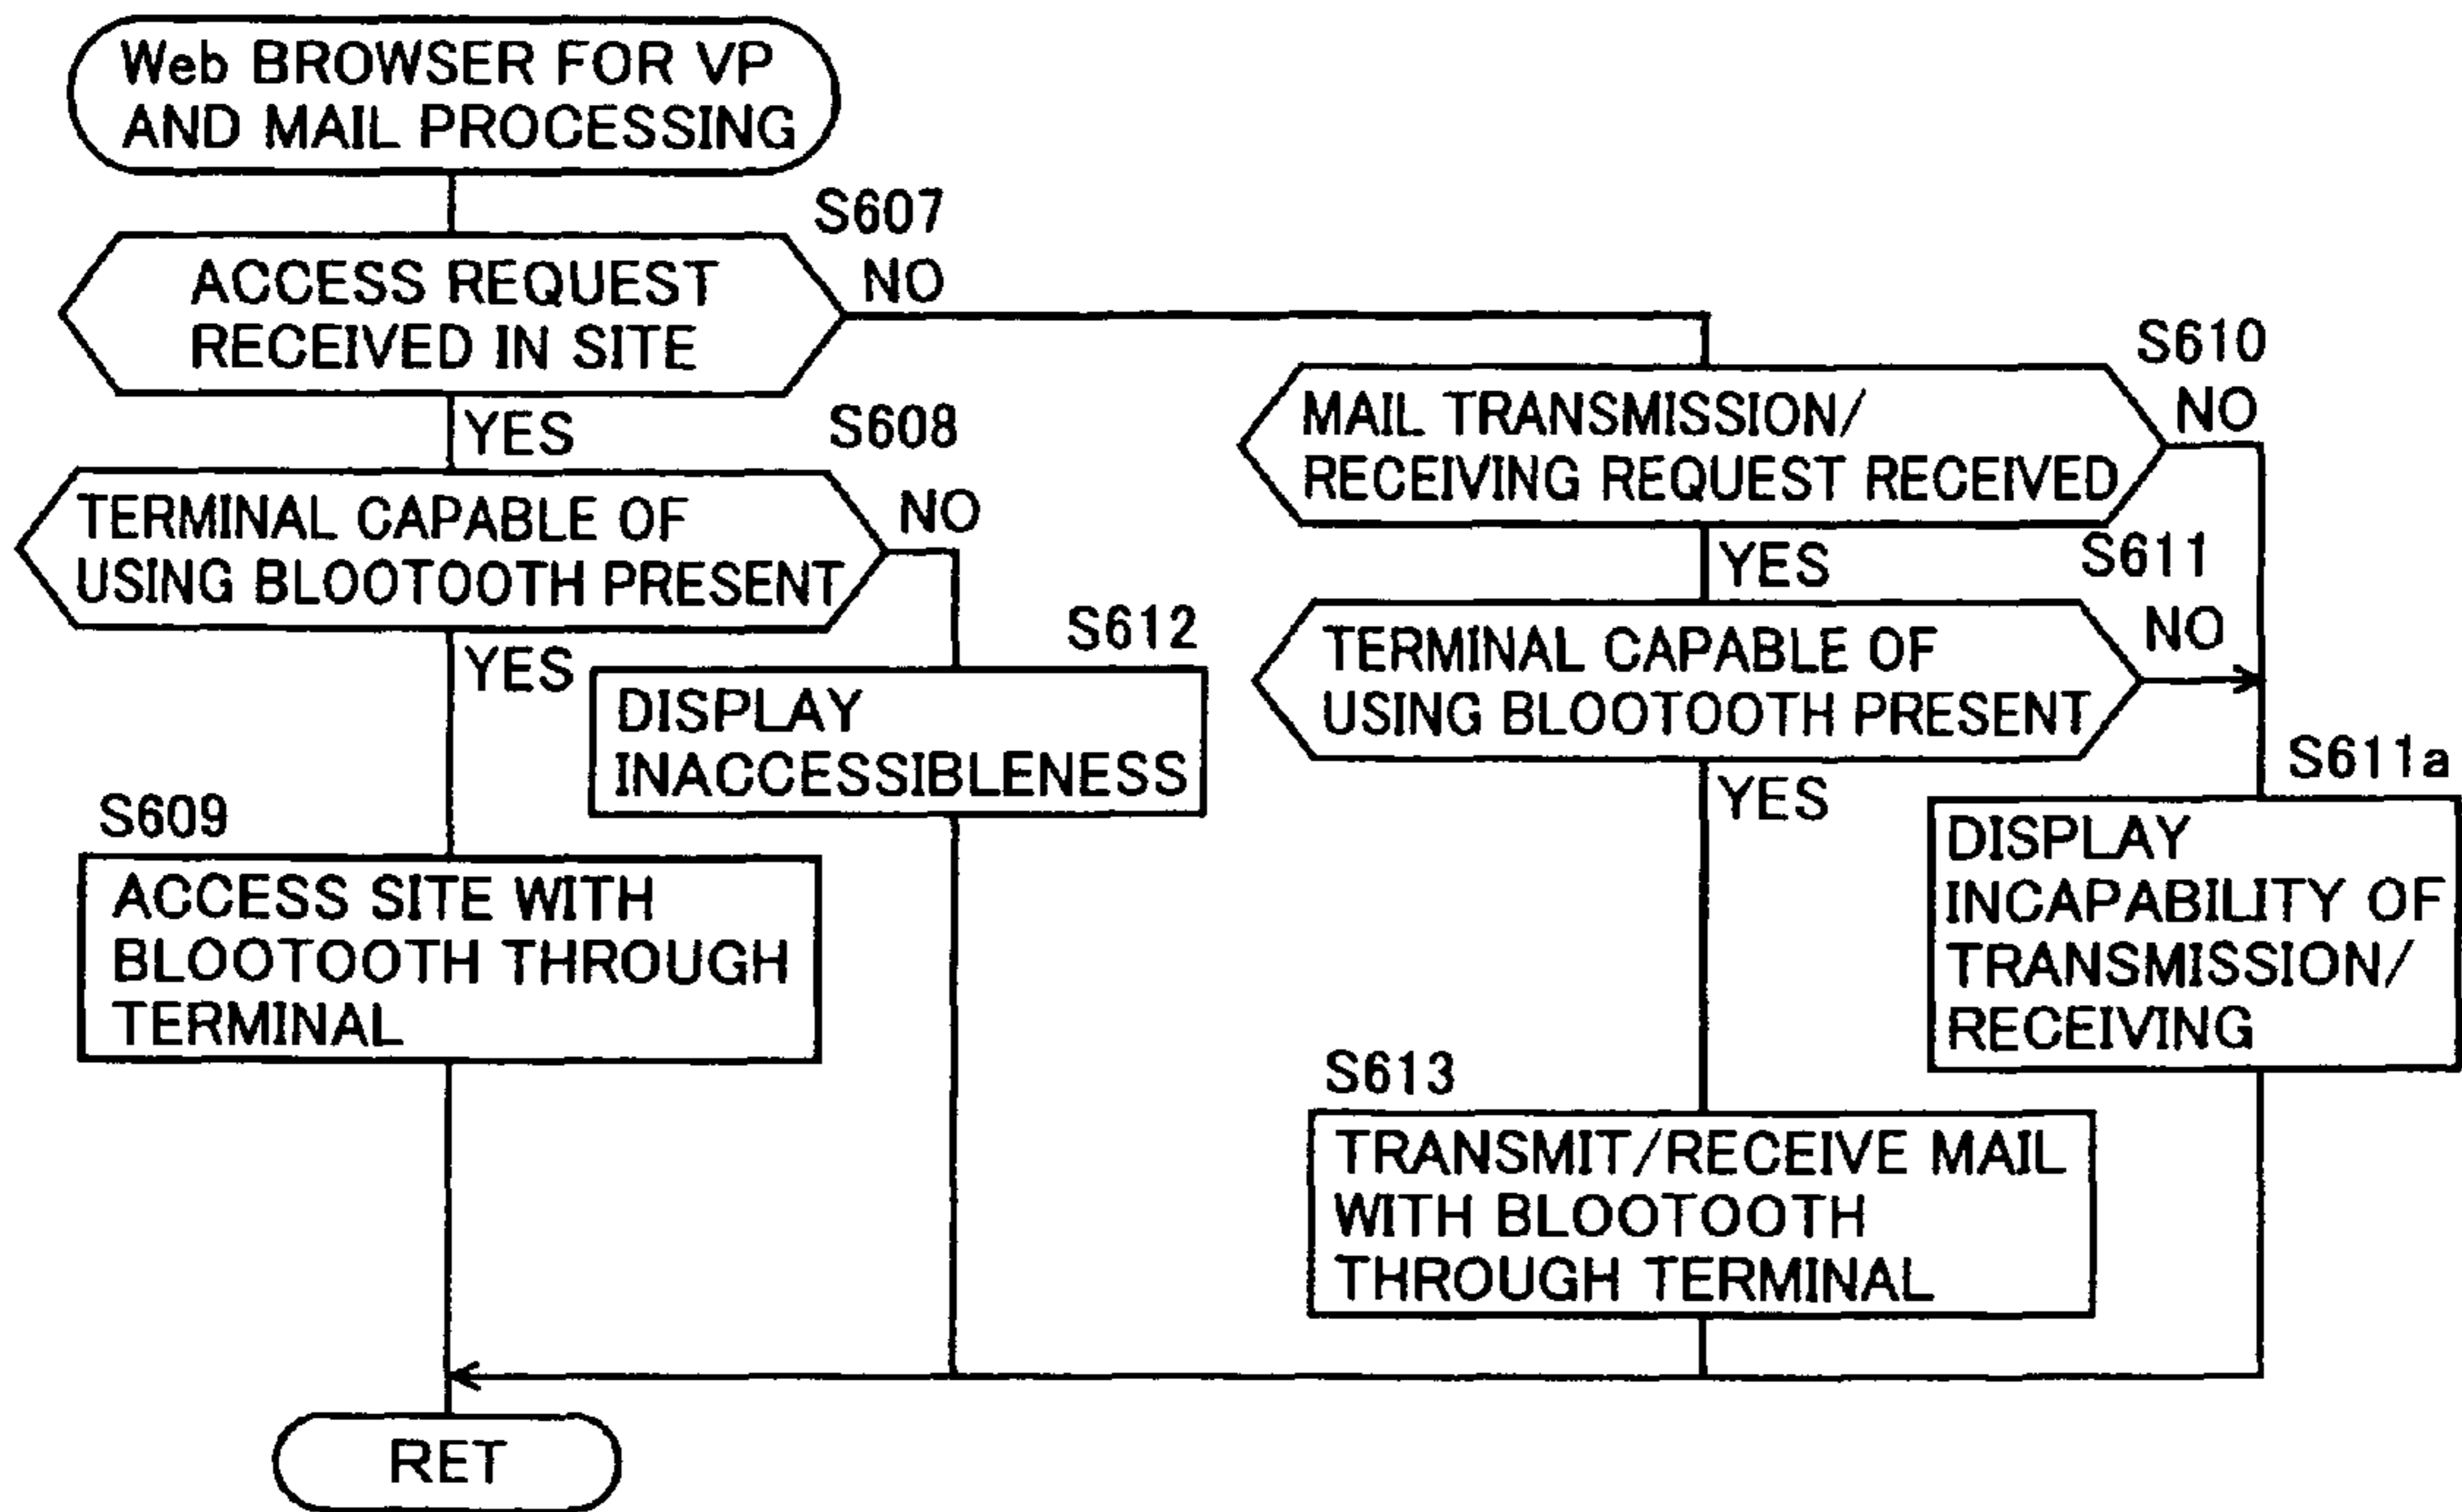 Web BROWSER FOR VP
AND MAIL PROCESSING
S607
ACCESS REQUEST
RECEIVED IN SITE
NO
YES
S608
TERMINAL CAPABLE OF
USING BLOOTOOTH PRESENT
NO
YES
S612
DISPLAY
INACCESSIBLENESS
S609
ACCESS SITE WITH
BLOOTOOTH THROUGH
TERMINAL
S610
MAIL TRANSMISSION/
RECEIVING REQUEST RECEIVED
NO
YES
S611
TERMINAL CAPABLE OF
USING BLOOTOOTH PRESENT
NO
YES
S611a
DISPLAY
INCAPABILITY OF
TRANSMISSION/
RECEIVING
S613
TRANSMIT/RECEIVE MAIL
WITH BLOOTOOTH
THROUGH TERMINAL
RET